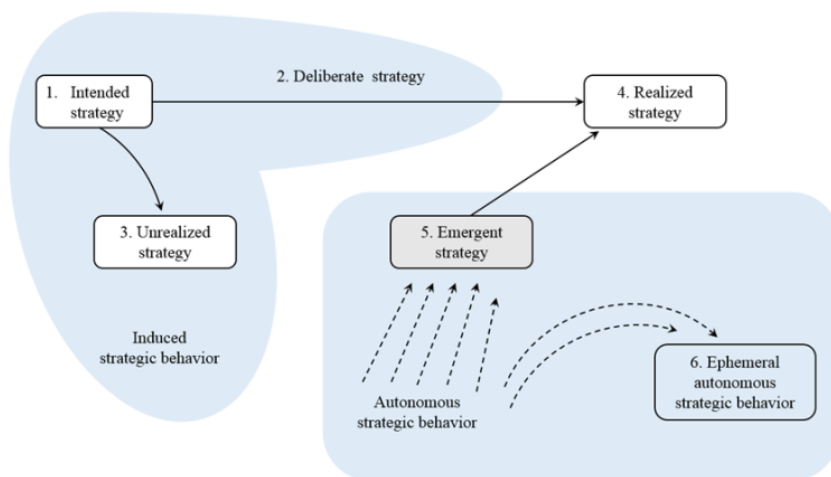 2. Deliberate strategy
1. Intended
strategy
4. Realized
strategy
3. Unrealized
strategy
5. Emergent
strategy
Induced
strategic behavior
Autonomous
strategic behavior
6. Ephemeral
autonomous
strategic behavior